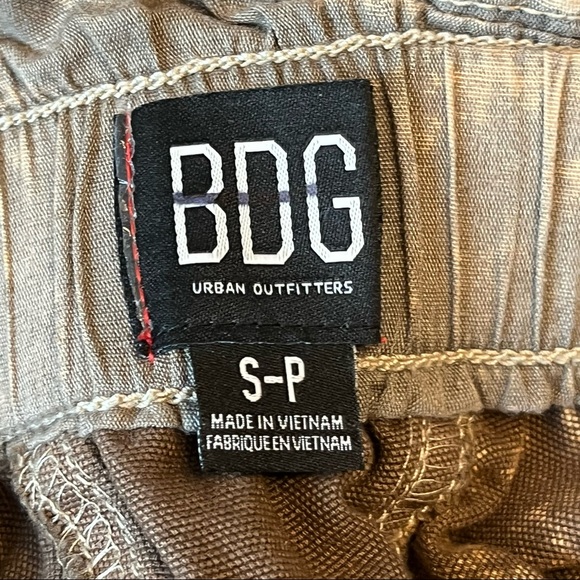 BDG
URBAN OUTFITTERS
S-P
MADE IN VIETNAM
FABRIQUE EN VIETNAM